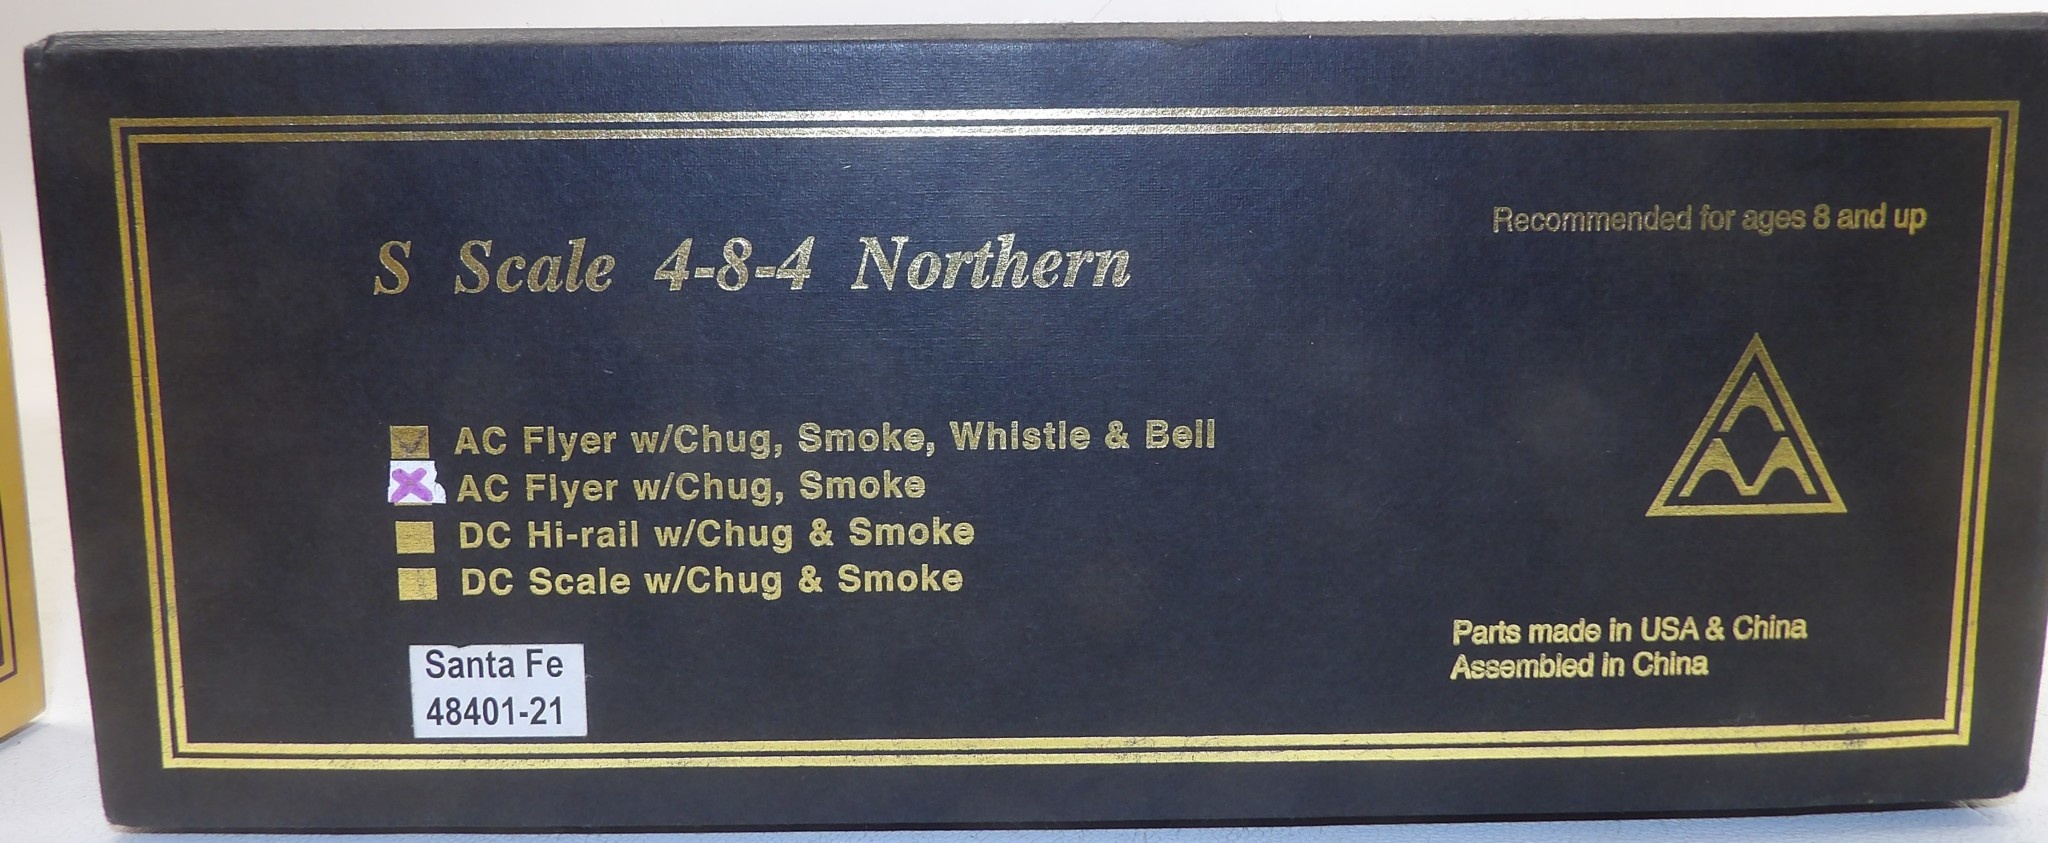 Recommended for ages 8 and up
S Scale 4-8-4 Northern
AC Flyer w/Chug, Smoke, Whistle & Bell
X AC Flyer w/Chug, Smoke
DC Hi-rail w/Chug & Smoke
DC Scale w/Chug & Smoke
Santa Fe
48401-21
Parts made in USA & China
Assembled in China